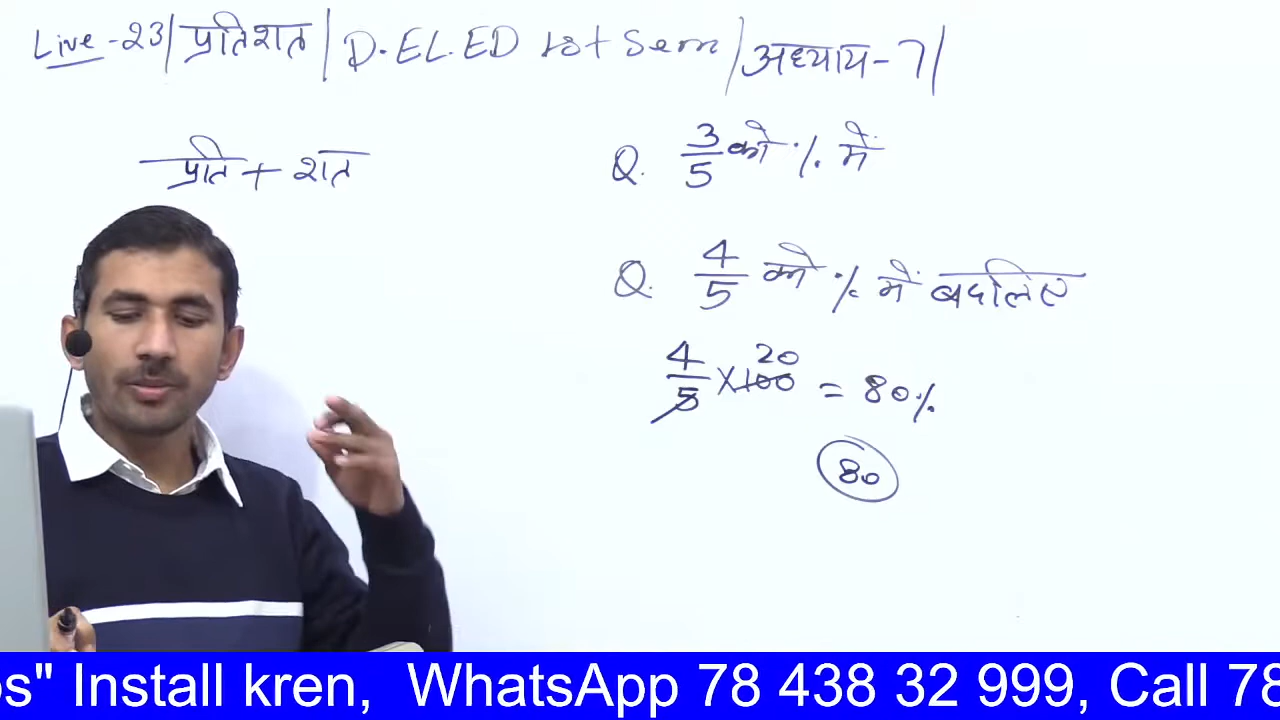 Live-23/ प्रतिशत / D.EL.ED 1st Sem / अध्याय-7/
प्रति + शत
Q. 3/5 को % में
Q. 4/5 को % में बदलिए
4/5 × 100 20 = 80%
80
os" Install kren, WhatsApp 78 438 32 999, Call 78